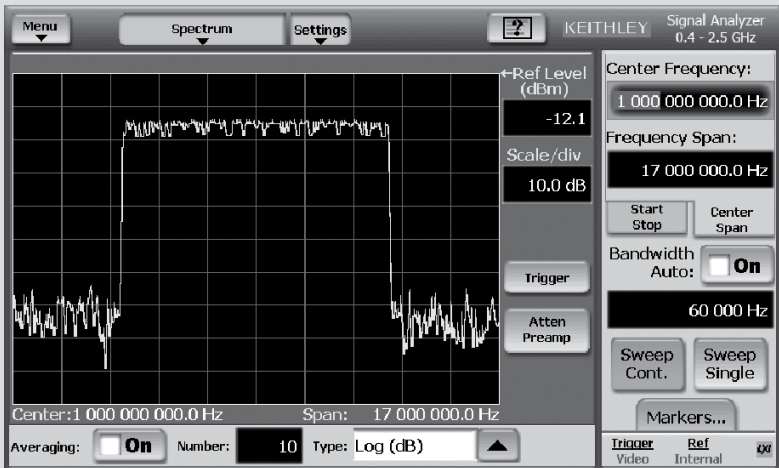 Menu
Spectrum
Settings
?
KEITHLEY
Signal Analyzer
0.4 - 2.5 GHz
←Ref Level
(dBm)
-12.1
Scale/div
10.0 dB
Trigger
Atten
Preamp
Center Frequency:
1 000 000 000.0 Hz
Frequency Span:
17 000 000.0 Hz
Start
Stop
Center
Span
Bandwidth
Auto:
On
60 000 Hz
Sweep
Cont.
Sweep
Single
Markers...
Center:1 000 000 000.0 Hz
Span: 17 000 000.0 Hz
Averaging:
On
Number:
10
Type:
Log (dB)
Trigger
Video
Ref
Internal
LXI